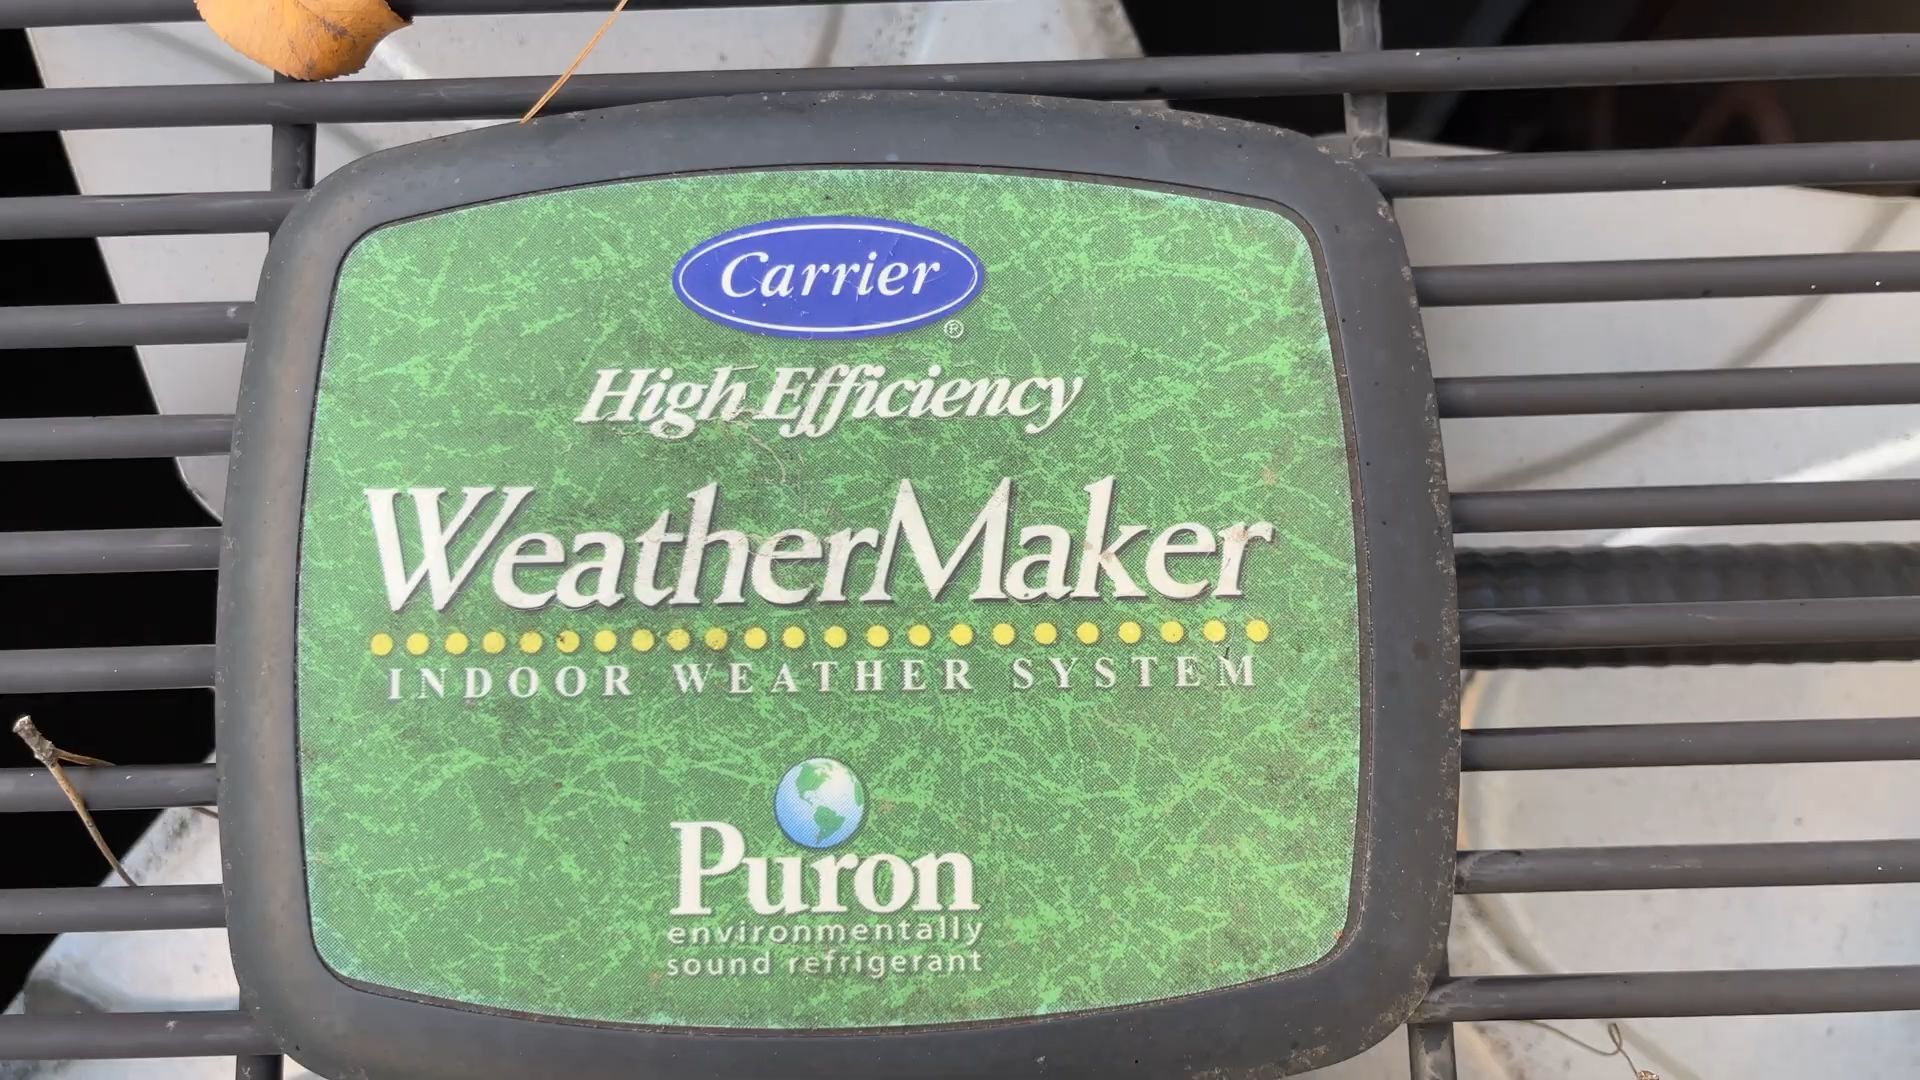 Carrier
®
High Efficiency
WeatherMaker
INDOOR WEATHER SYSTEM
Puron
environmentally
sound refrigerant